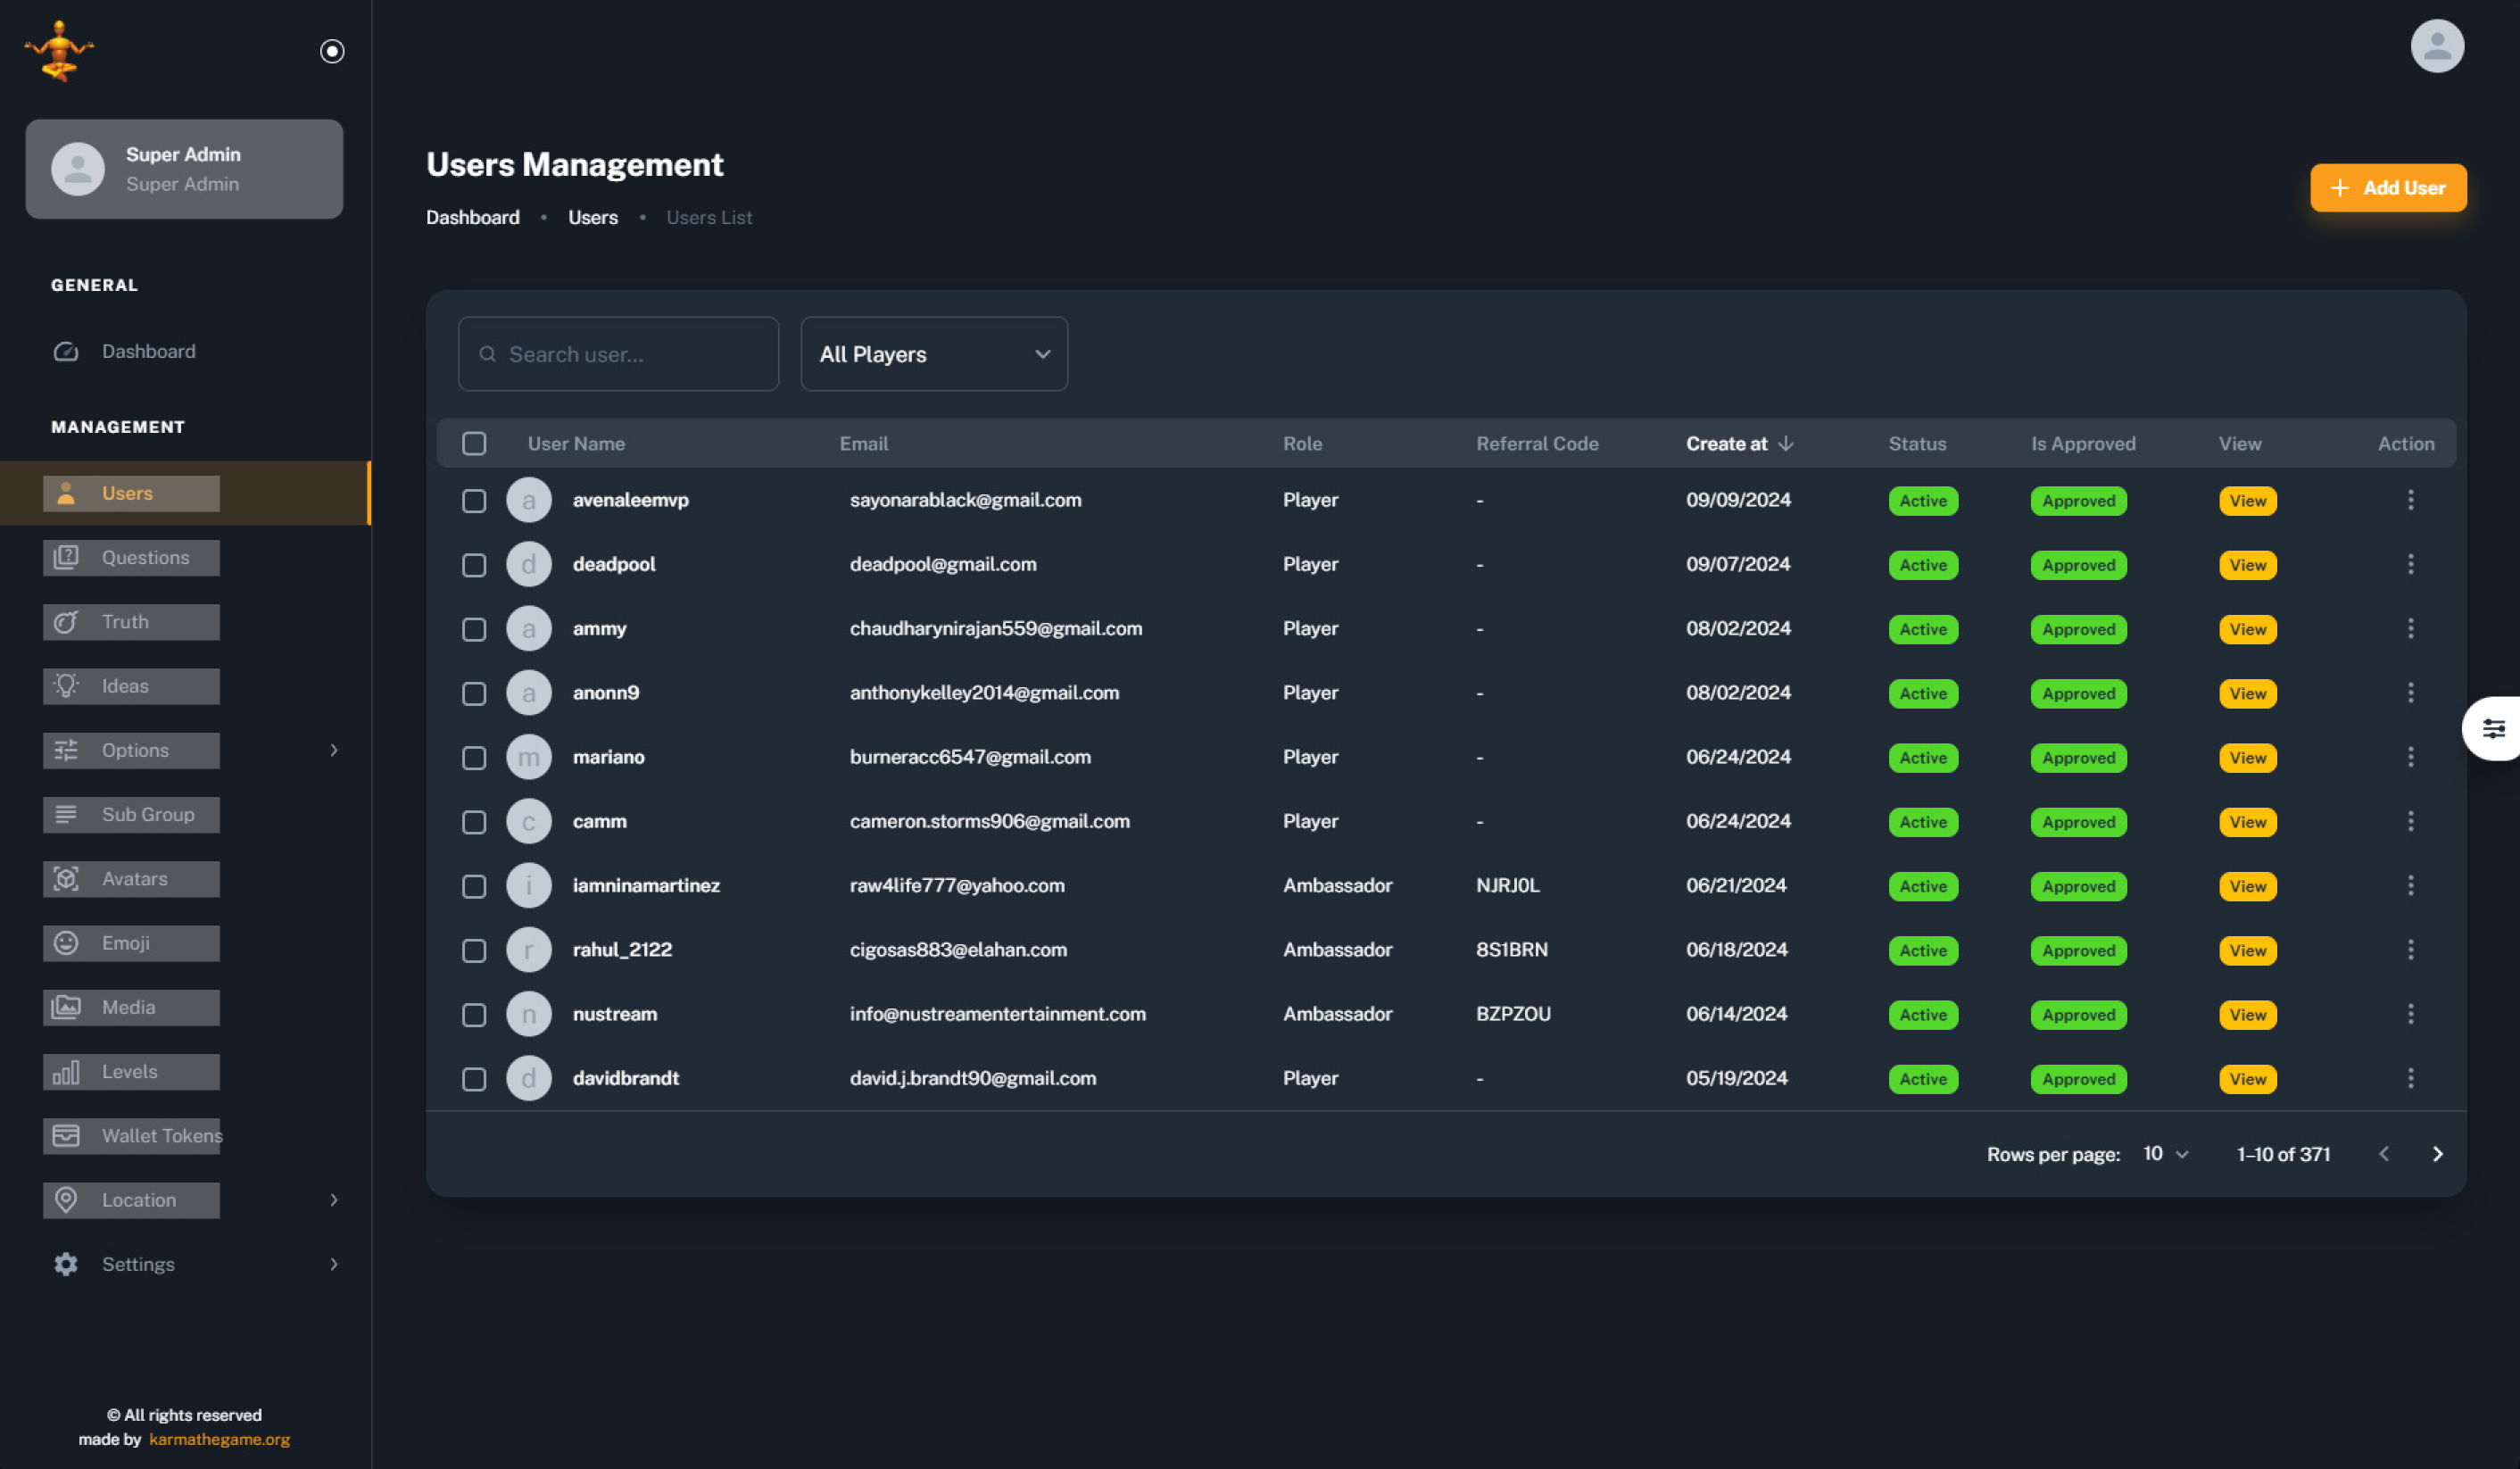 Super Admin
Super Admin
GENERAL
Dashboard
MANAGEMENT
Users
Questions
Truth
Ideas
Options
Sub Group
Avatars
Emoji
Media
Levels
Wallet Tokens
Location
Settings
© All rights reserved
made by karmathegame.org
Users Management
Dashboard • Users • Users List
+ Add User
Search user...
All Players
User Name Email Role Referral Code Create at Status Is Approved View Action
a avenaleemvp sayonarablack@gmail.com Player - 09/09/2024 Active Approved View
d deadpool deadpool@gmail.com Player - 09/07/2024 Active Approved View
a ammy chaudharynirajan559@gmail.com Player - 08/02/2024 Active Approved View
a anonn9 anthonykelley2014@gmail.com Player - 08/02/2024 Active Approved View
m mariano burneracc6547@gmail.com Player - 06/24/2024 Active Approved View
c camm cameron.storms906@gmail.com Player - 06/24/2024 Active Approved View
i iamninamartinez raw4life777@yahoo.com Ambassador NJRJ0L 06/21/2024 Active Approved View
r rahul_2122 cigosas883@elahan.com Ambassador 8S1BRN 06/18/2024 Active Approved View
n nustream info@nustreamentertainment.com Ambassador BZPZOU 06/14/2024 Active Approved View
d davidbrandt david.j.brandt90@gmail.com Player - 05/19/2024 Active Approved View
Rows per page: 10 1–10 of 371